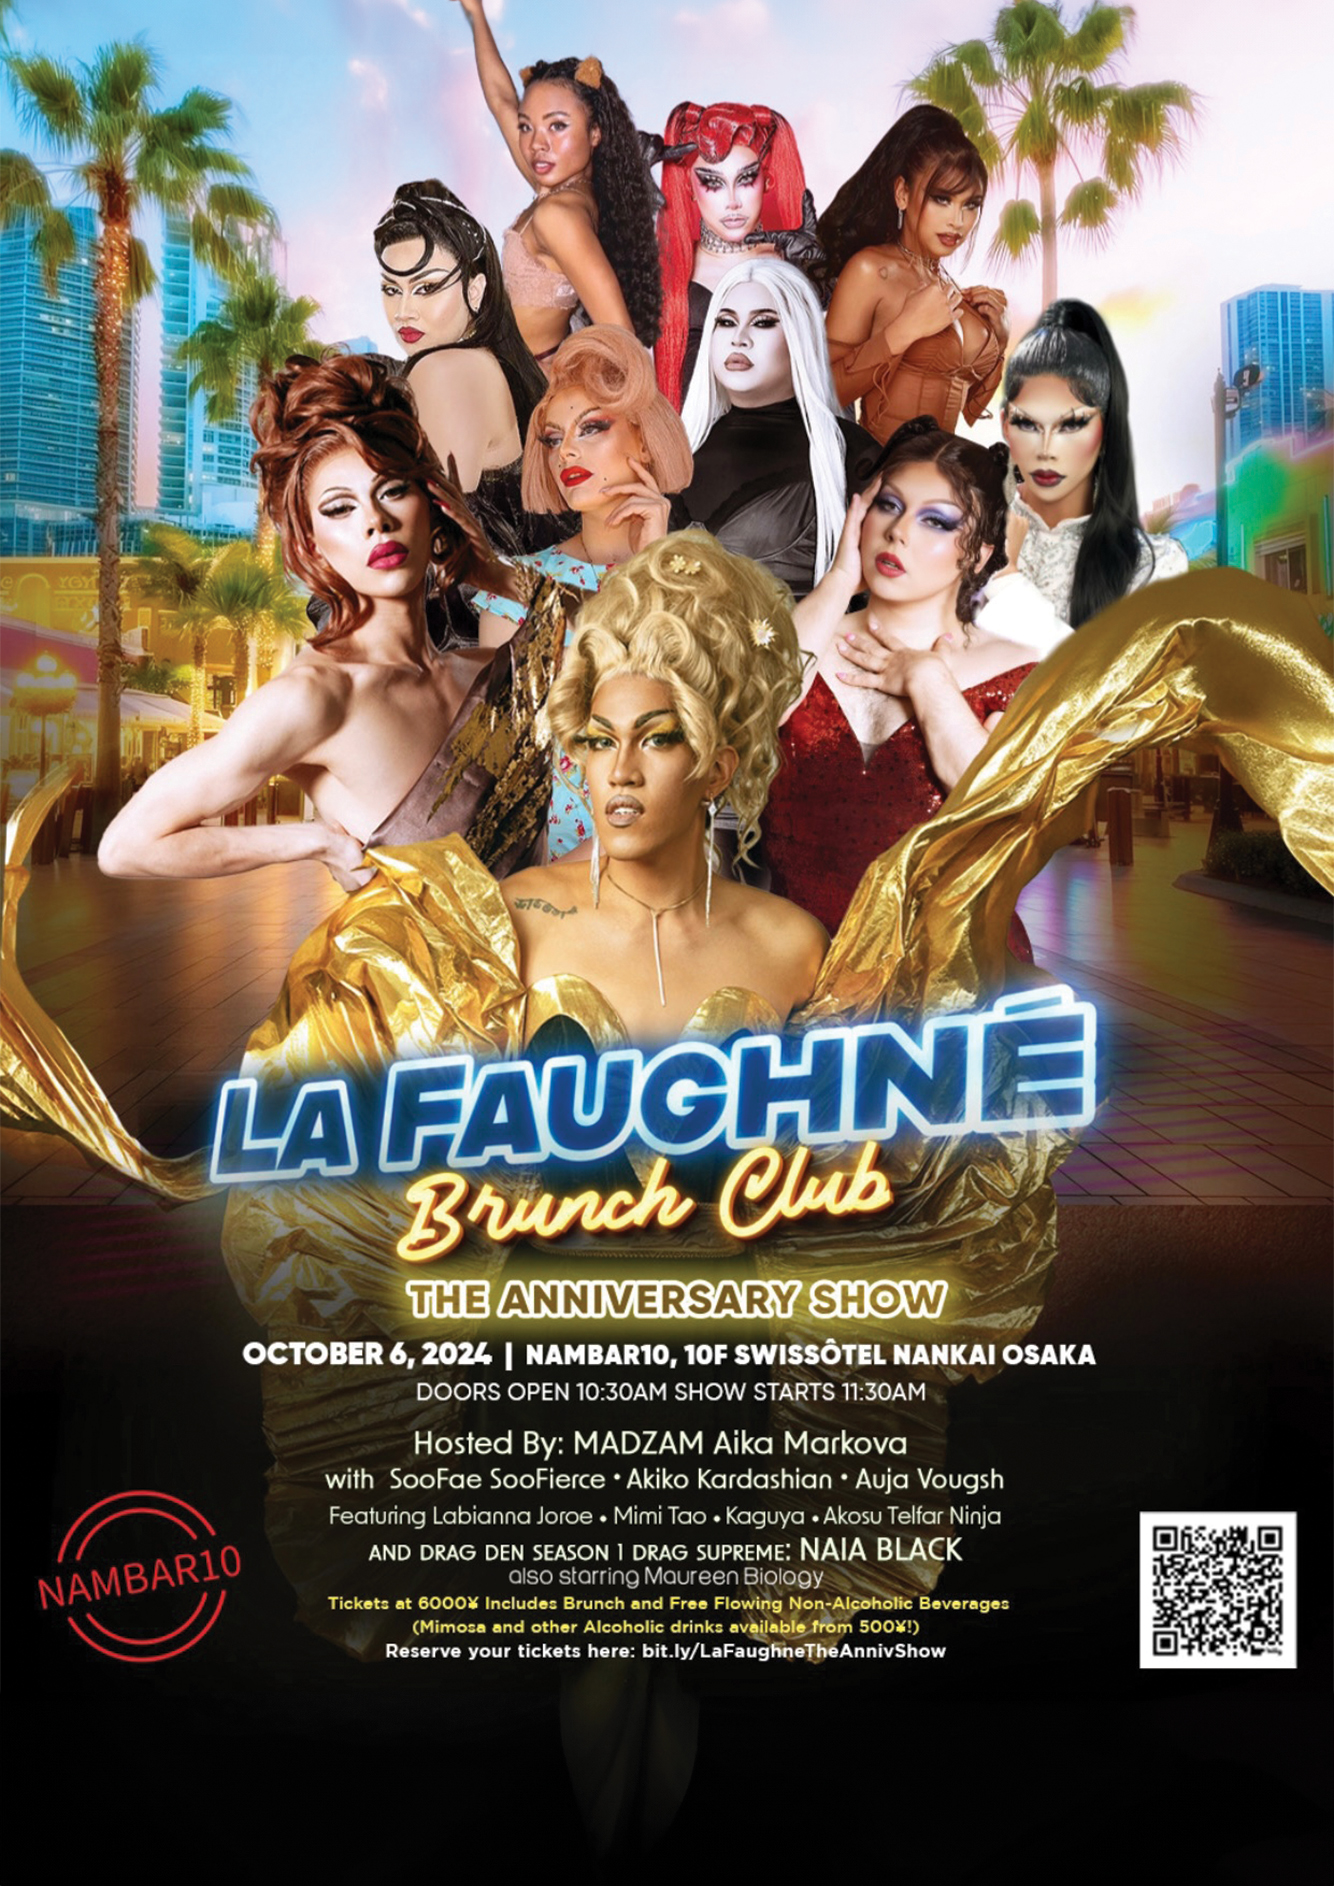 LA FAUGHNÉ
Brunch Club
THE ANNIVERSARY SHOW
OCTOBER 6, 2024 | NAMBAR10, 10F SWISSÔTEL NANKAI OSAKA
DOORS OPEN 10:30AM SHOW STARTS 11:30AM
Hosted By: MADZAM Aika Markova
with SooFae SooFierce • Akiko Kardashian • Auja Vougsh
Featuring Labianna Joroe • Mimi Tao • Kaguya • Akosu Telfar Ninja
AND DRAG DEN SEASON 1 DRAG SUPREME: NAIA BLACK
also starring Maureen Biology
Tickets at 6000¥ Includes Brunch and Free Flowing Non-Alcoholic Beverages
(Mimosa and other Alcoholic drinks available from 500¥!)
Reserve your tickets here: bit.ly/LaFaughneTheAnnivShow
NAMBAR10